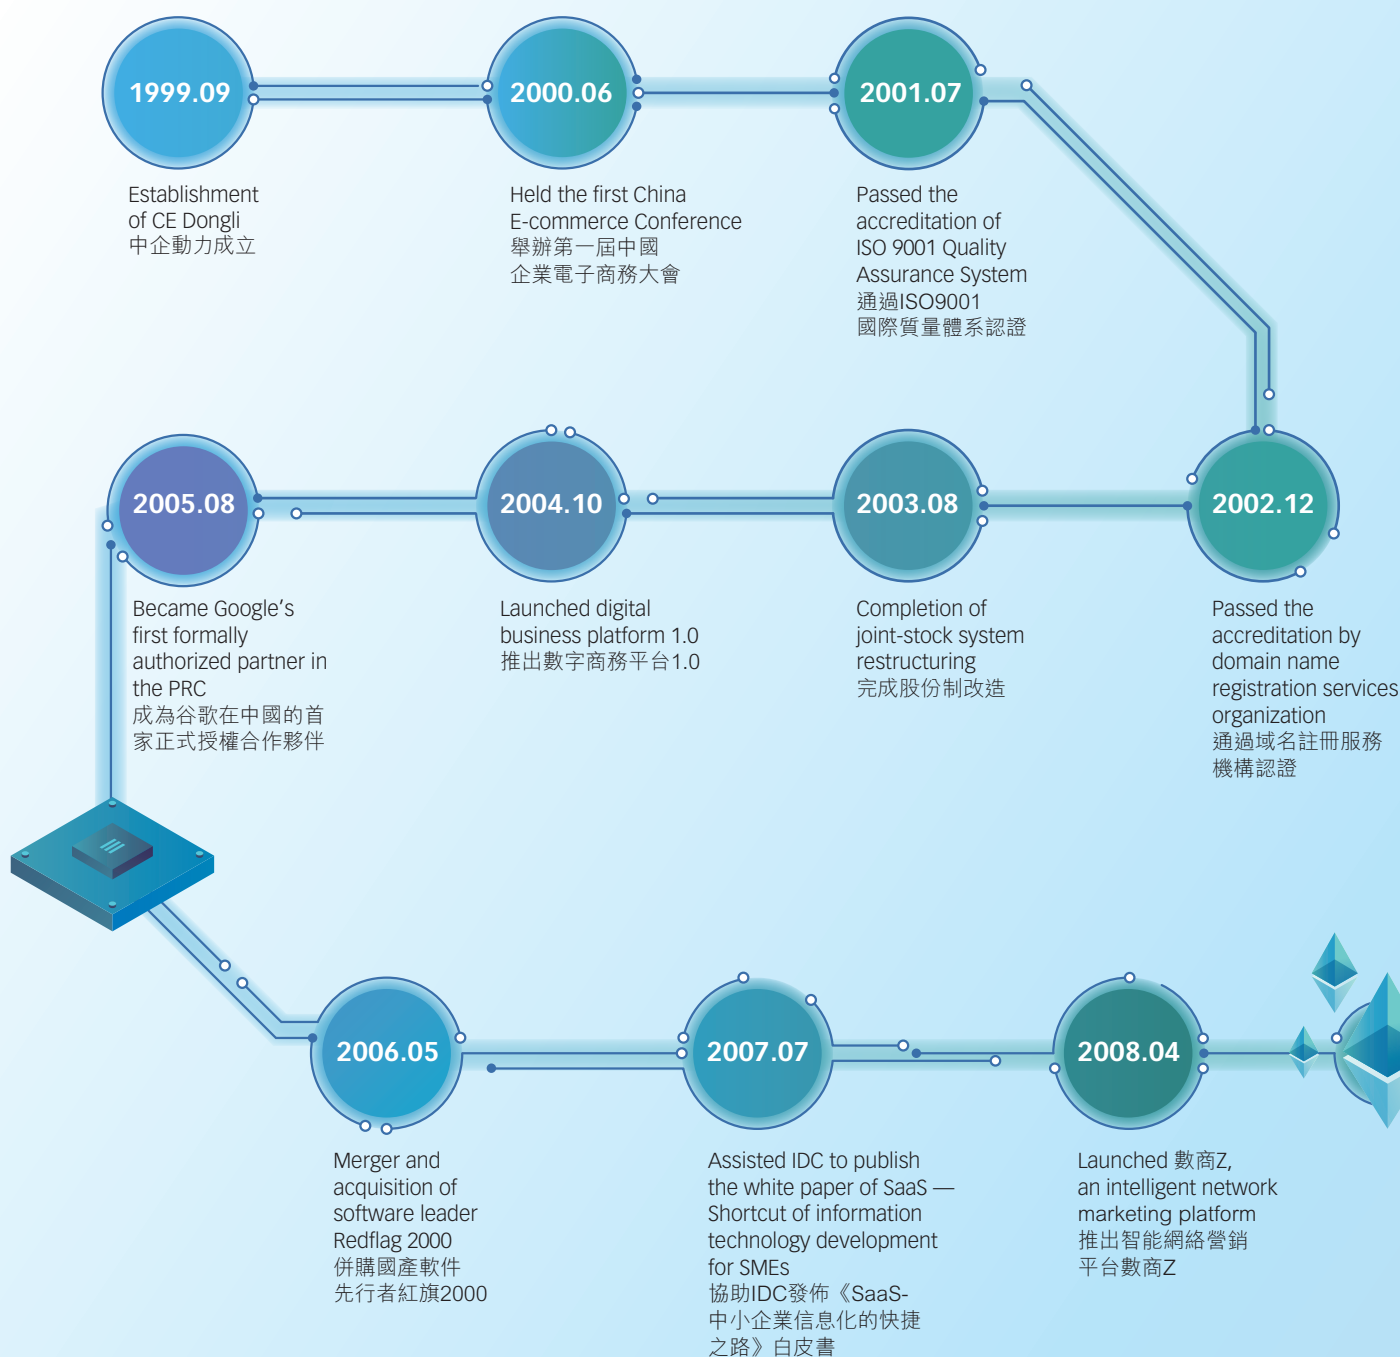 1999.09
Establishment
of CE Dongli
中企動力成立
2000.06
Held the first China
E-commerce Conference
舉辦第一屆中國
企業電子商務大會
2001.07
Passed the
accreditation of
ISO 9001 Quality
Assurance System
通過ISO9001
國際質量體系認證
2002.12
Passed the
accreditation by
domain name
registration services
organization
通過域名註冊服務
機構認證
2003.08
Completion of
joint-stock system
restructuring
完成股份制改造
2004.10
Launched digital
business platform 1.0
推出數字商務平台1.0
2005.08
Became Google’s
first formally
authorized partner in
the PRC
成為谷歌在中國的首
家正式授權合作夥伴
2006.05
Merger and
acquisition of
software leader
Redflag 2000
併購國產軟件
先行者紅旗2000
2007.07
Assisted IDC to publish
the white paper of SaaS —
Shortcut of information
technology development
for SMEs
協助IDC發佈《SaaS-
中小企業信息化的快捷
之路》白皮書
2008.04
Launched 數商Z,
an intelligent network
marketing platform
推出智能網絡營銷
平台數商Z